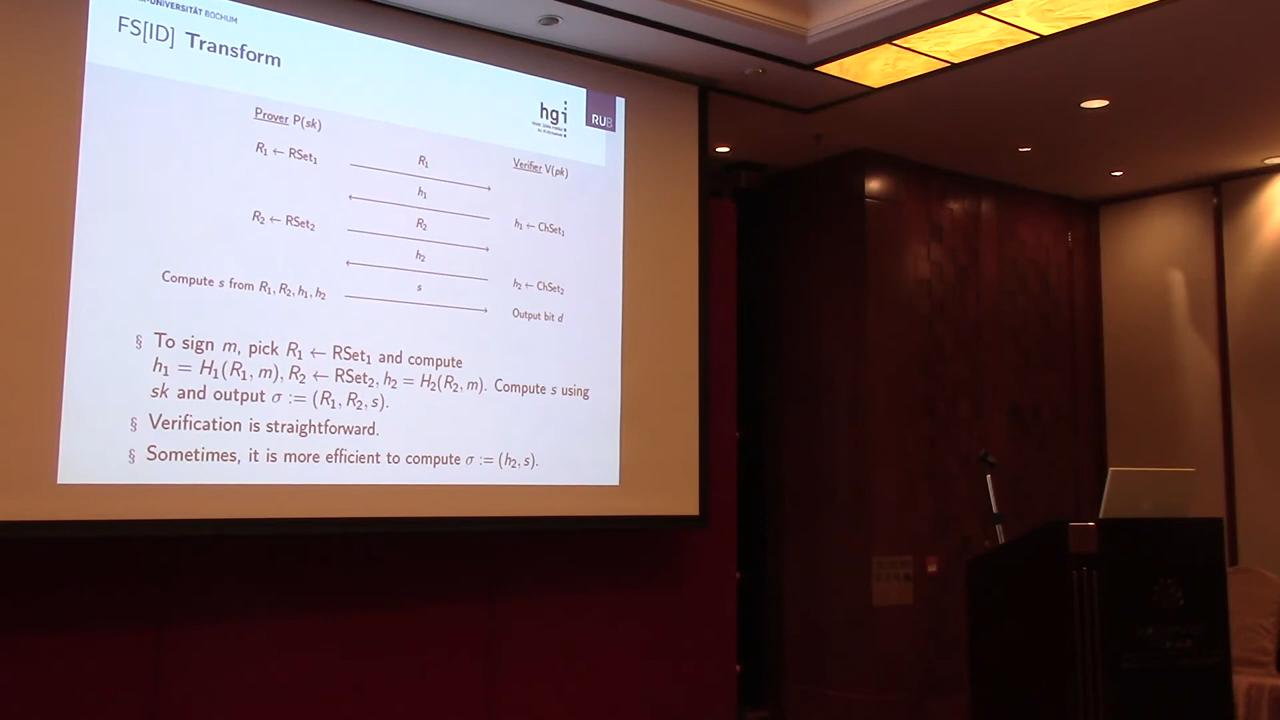 -UNIVERSITÄT BOCHUM
FS[ID] Transform
hgi
RUB
Prover P(sk)
Verifier V(pk)
R₁ ← RSet₁
R₁
h₁
h₁ ← ChSet₁
R₂ ← RSet₂
R₂
h₂
h₂ ← ChSet₂
Compute s from R₁, R₂, h₁, h₂
s
Output bit d
§ To sign m, pick R₁ ← RSet₁ and compute
h₁ = H₁(R₁, m), R₂ ← RSet₂, h₂ = H₂(R₂, m). Compute s using
sk and output σ := (R₁, R₂, s).
§ Verification is straightforward.
§ Sometimes, it is more efficient to compute σ := (h₂, s).